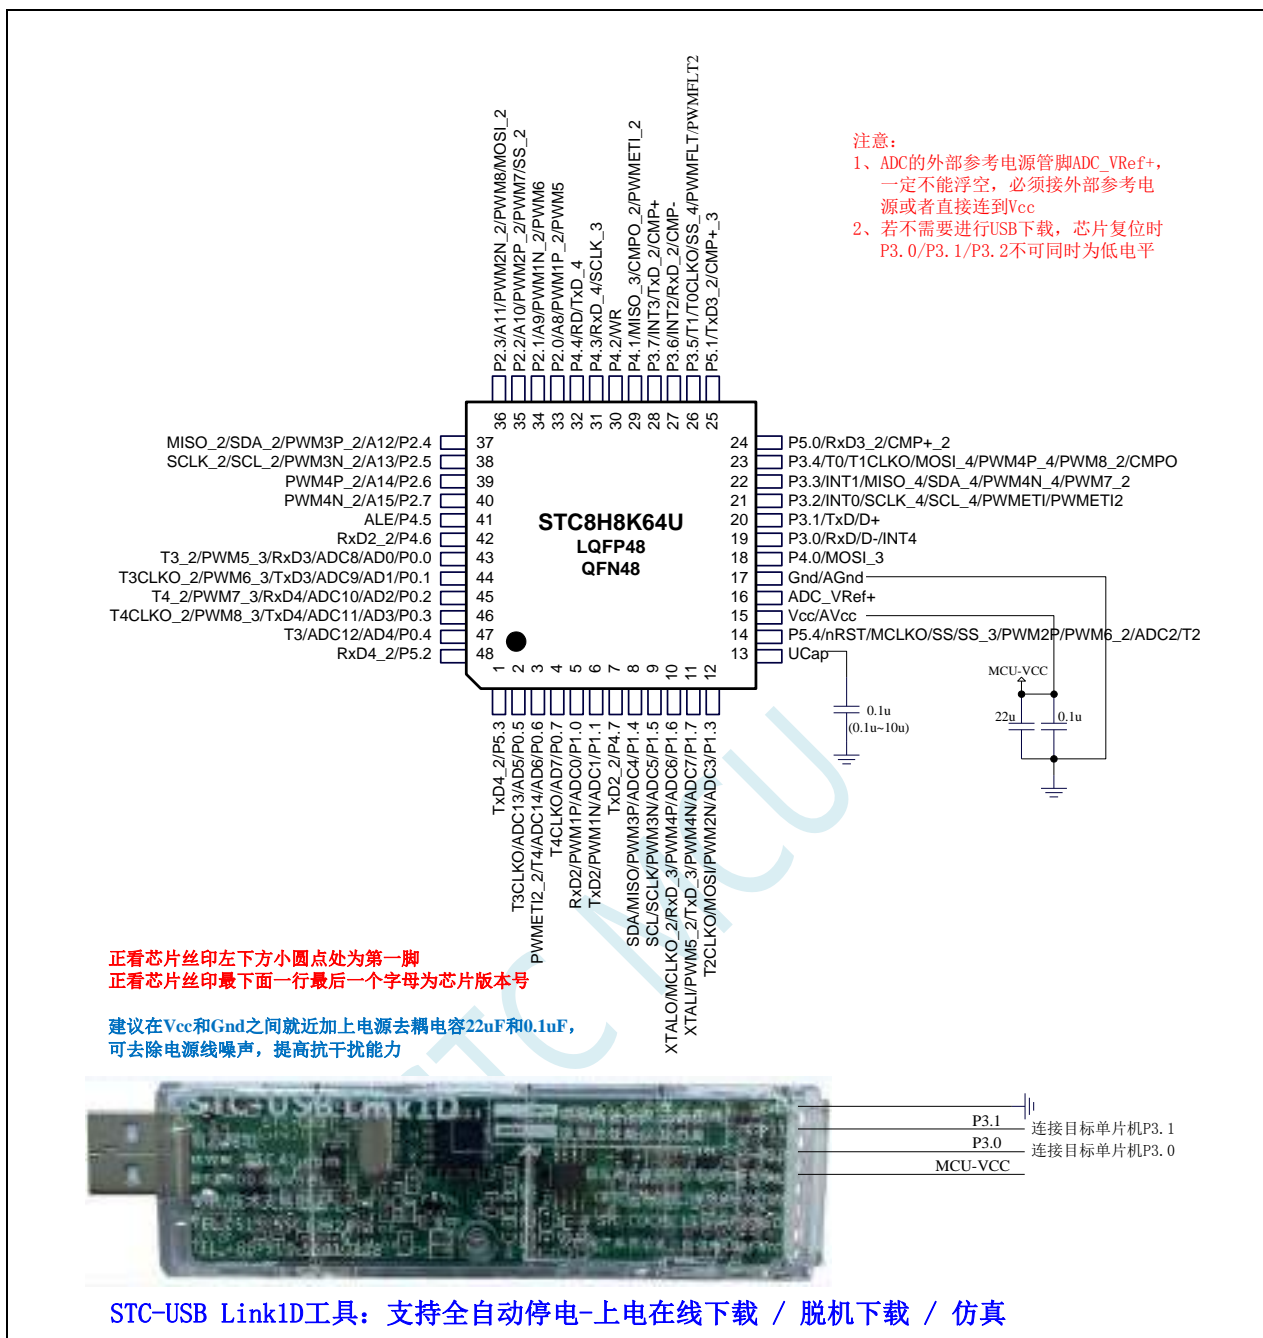 P2.3/A11/PWM2N_2/PWM8/MOSI_2
P2.2/A10/PWM2P_2/PWM7/SS_2
P2.1/A9/PWM1N_2/PWM6
P2.0/A8/PWM1P_2/PWM5
P4.4/RD/TxD_4
P4.3/RxD_4/SCLK_3
P4.2/WR
P4.1/MISO_3/CMPO_2/PWMETI_2
P3.7/INT3/TxD_2/CMP+
P3.6/INT2/RxD_2/CMP-
P3.5/T1/T0CLKO/SS_4/PWMFLT/PWMFLT2
P5.1/TxD3_2/CMP+_3
注意:
1、ADC的外部参考电源管脚ADC_VRef+,
一定不能浮空, 必须接外部参考电
源或者直接连到Vcc
2、若不需要进行USB下载, 芯片复位时
P3.0/P3.1/P3.2不可同时为低电平
36 35 34 33 32 31 30 29 28 27 26 25
MISO_2/SDA_2/PWM3P_2/A12/P2.4 37
SCLK_2/SCL_2/PWM3N_2/A13/P2.5 38
PWM4P_2/A14/P2.6 39
PWM4N_2/A15/P2.7 40
ALE/P4.5 41
RxD2_2/P4.6 42
T3_2/PWM5_3/RxD3/ADC8/AD0/P0.0 43
T3CLKO_2/PWM6_3/TxD3/ADC9/AD1/P0.1 44
T4_2/PWM7_3/RxD4/ADC10/AD2/P0.2 45
T4CLKO_2/PWM8_3/TxD4/ADC11/AD3/P0.3 46
T3/ADC12/AD4/P0.4 47
RxD4_2/P5.2 48
STC8H8K64U
LQFP48
QFN48
24 P5.0/RxD3_2/CMP+_2
23 P3.4/T0/T1CLKO/MOSI_4/PWM4P_4/PWM8_2/CMPO
22 P3.3/INT1/MISO_4/SDA_4/PWM4N_4/PWM7_2
21 P3.2/INT0/SCLK_4/SCL_4/PWMETI/PWMETI2
20 P3.1/TxD/D+
19 P3.0/RxD/D-/INT4
18 P4.0/MOSI_3
17 Gnd/AGnd
16 ADC_VRef+
15 Vcc/AVcc
14 P5.4/nRST/MCLKO/SS/SS_3/PWM2P/PWM6_2/ADC2/T2
13 UCap
1 2 3 4 5 6 7 8 9 10 11 12
TxD4_2/P5.3
T3CLKO/ADC13/AD5/P0.5
PWMETI2_2/T4/ADC14/AD6/P0.6
T4CLKO/AD7/P0.7
RxD2/PWM1P/ADC0/P1.0
TxD2/PWM1N/ADC1/P1.1
TxD2_2/P4.7
SDA/MISO/PWM3P/ADC4/P1.4
SCL/SCLK/PWM3N/ADC5/P1.5
XTALO/MCLKO_2/RxD_3/PWM4P/ADC6/P1.6
XTALI/PWM5_2/TxD_3/PWM4N/ADC7/P1.7
T2CLKO/MOSI/PWM2N/ADC3/P1.3
0.1u
(0.1u~10u)
MCU-VCC
22u
0.1u
STC MCU
正看芯片丝印左下方小圆点处为第一脚
正看芯片丝印最下面一行最后一个字母为芯片版本号
建议在Vcc和Gnd之间就近加上电源去耦电容22uF和0.1uF,
可去除电源线噪声, 提高抗干扰能力
STC-USB Link1D
P3.1 连接目标单片机P3.1
P3.0 连接目标单片机P3.0
MCU-VCC
STC-USB Link1D工具: 支持全自动停电-上电在线下载 / 脱机下载 / 仿真